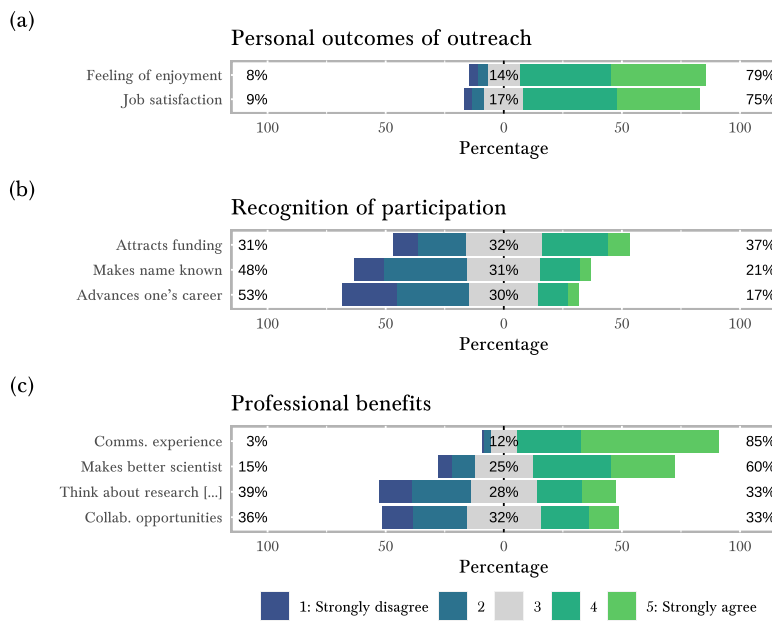 (a)
Personal outcomes of outreach
Feeling of enjoyment 8% 14% 79%
Job satisfaction 9% 17% 75%
100 50 0 50 100
Percentage
(b)
Recognition of participation
Attracts funding 31% 32% 37%
Makes name known 48% 31% 21%
Advances one's career 53% 30% 17%
100 50 0 50 100
Percentage
(c)
Professional benefits
Comms. experience 3% 12% 85%
Makes better scientist 15% 25% 60%
Think about research [...] 39% 28% 33%
Collab. opportunities 36% 32% 33%
100 50 0 50 100
Percentage
1: Strongly disagree 2 3 4 5: Strongly agree